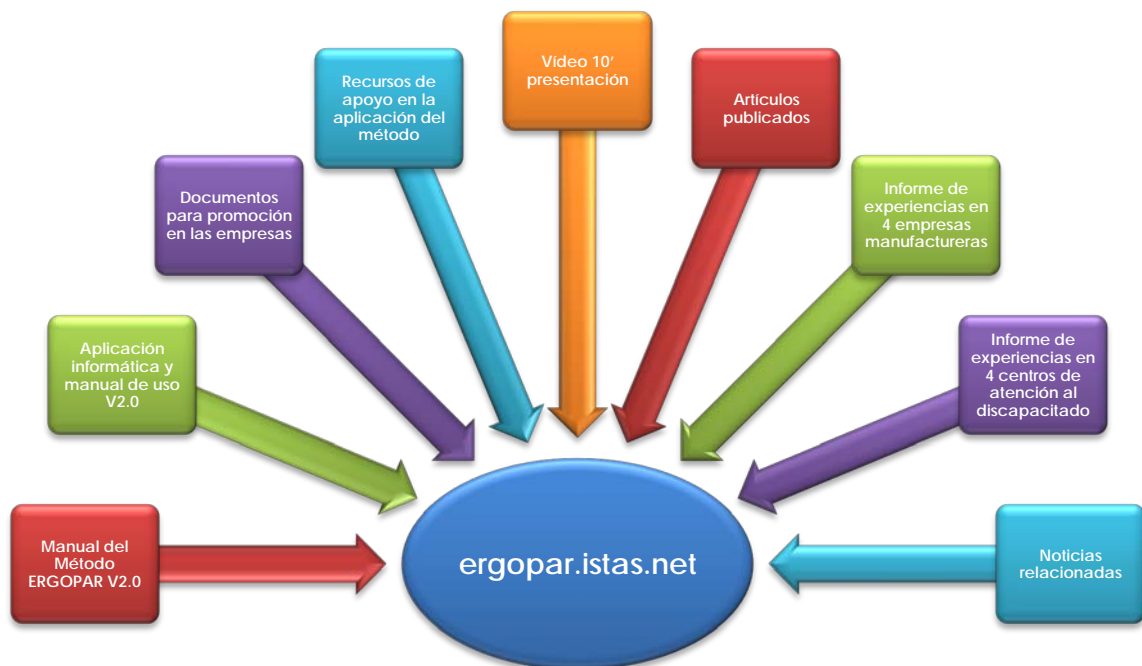 Manual del
Método
ERGOPAR V2.0
Aplicación
informática y
manual de uso
V2.0
Documentos
para promoción
en las empresas
Recursos de
apoyo en la
aplicación del
método
Vídeo 10'
presentación
Artículos
publicados
Informe de
experiencias en
4 empresas
manufactureras
Informe de
experiencias en
4 centros de
atención al
discapacitado
Noticias
relacionadas
ergopar.istas.net